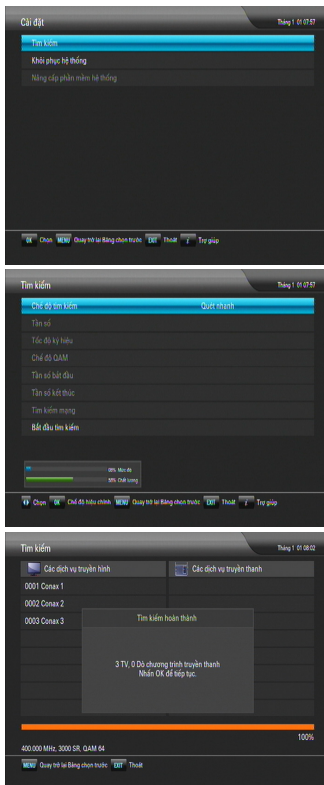 Cài đặt
Tháng 1 01 07:57
Tìm kiếm
Khôi phục hệ thống
Nâng cấp phần mềm hệ thống
OK Chọn MENU Quay trở lại Bảng chọn trước EXIT Thoát i Trợ giúp
Tìm kiếm
Tháng 1 01 07:57
Chế độ tìm kiếm Quét nhanh
Tần số
Tốc độ ký hiệu
Chế độ QAM
Tần số bắt đầu
Tần số kết thúc
Tìm kiếm mạng
Bắt đầu tìm kiếm
Mức độ
Chất lượng
Chọn OK Chế độ hiệu chỉnh MENU Quay trở lại Bảng chọn trước EXIT Thoát i Trợ giúp
Tìm kiếm
Tháng 1 01 08:02
Các dịch vụ truyền hình Các dịch vụ truyền thanh
0001 Conax 1
0002 Conax 2
0003 Conax 3
Tìm kiếm hoàn thành
3 TV, 0 Dò chương trình truyền thanh
Nhấn OK để tiếp tục.
100%
400.000 MHz, 3000 SR, QAM 64
MENU Quay trở lại Bảng chọn trước EXIT Thoát